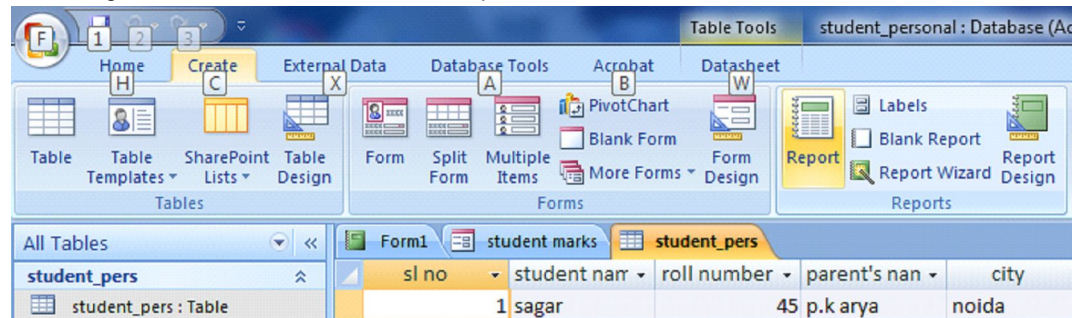 Table Tools student_personal : Database (Ac
F 1 2 3
Home Create External Data Database Tools Acrobat Datasheet
H C X A B W
PivotChart Labels
Blank Form Blank Report
Table Table SharePoint Table Form Split Multiple Form Report Report
Templates Lists Design Form Items More Forms Design Report Wizard Design
Tables Forms Reports
All Tables « Form1 student marks student_pers
student_pers sl no student nam roll number parent's nan city
student_pers : Table 1 sagar 45 p.k arya noida